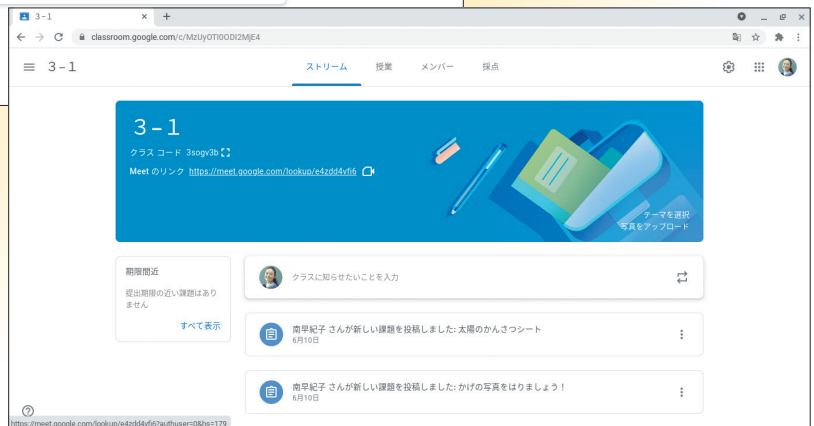 3-1
classroom.google.com/c/MzUyOTI0ODI2MjE4
3-1
ストリーム 授業 メンバー 採点
3-1
クラス コード 3sogv3b
Meet のリンク https://meet.google.com/lookup/e4zdd4vfi6
テーマを選択
写真をアップロード
期限間近
提出期限の近い課題はあり
ません
すべて表示
クラスに知らせたいことを入力
南早紀子 さんが新しい課題を投稿しました: 太陽のかんさつシート
6月10日
南早紀子 さんが新しい課題を投稿しました: かげの写真をはりましょう！
6月10日
https://meet.google.com/lookup/e4zdd4vfi6?authuser=0&hs=179